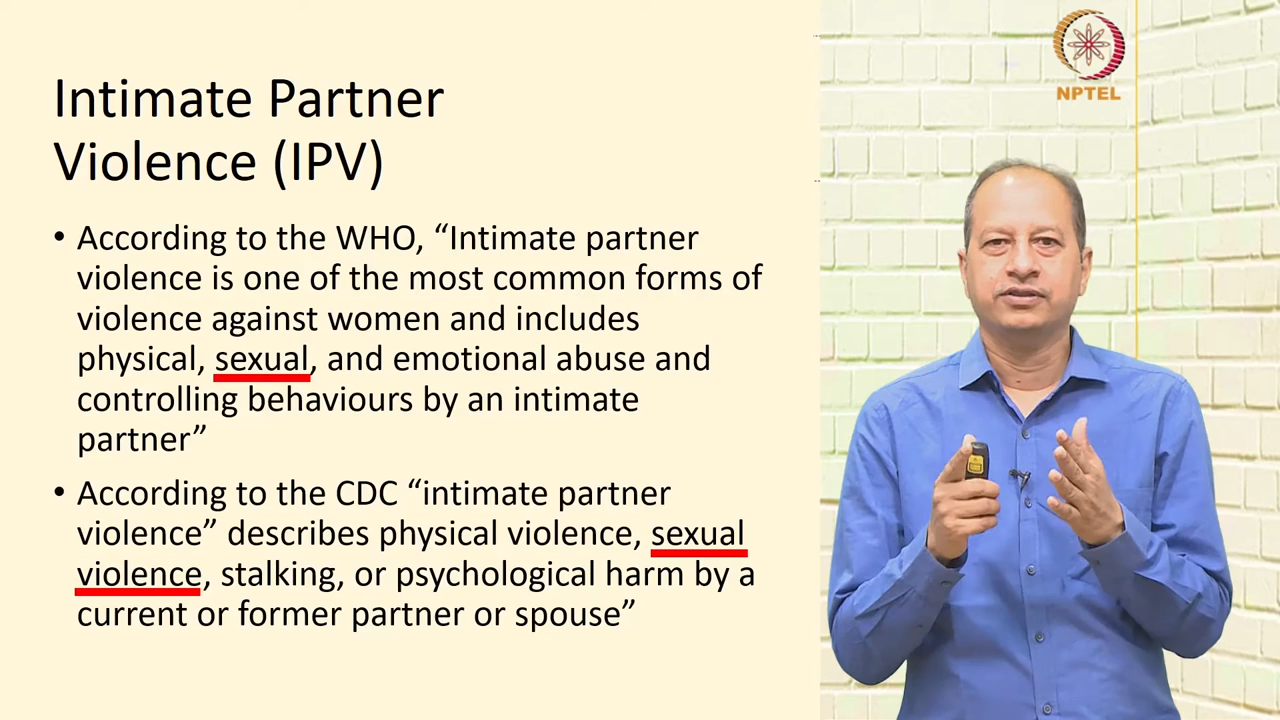 Intimate Partner
Violence (IPV)
• According to the WHO, “Intimate partner
violence is one of the most common forms of
violence against women and includes
physical, sexual, and emotional abuse and
controlling behaviours by an intimate
partner”
• According to the CDC “intimate partner
violence” describes physical violence, sexual
violence, stalking, or psychological harm by a
current or former partner or spouse”
NPTEL